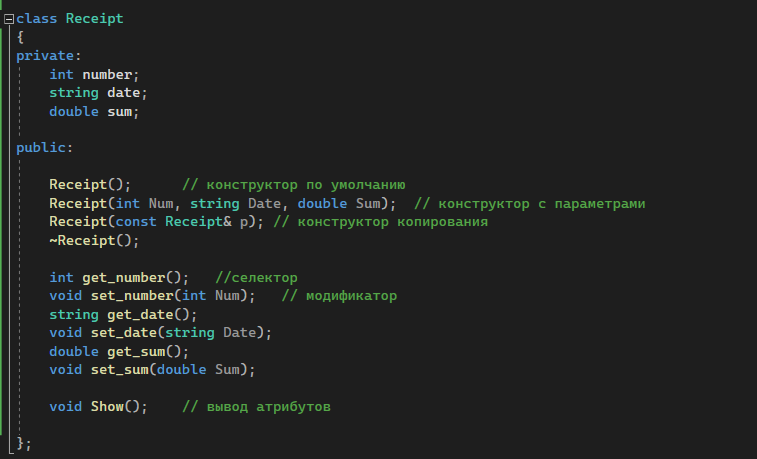 class Receipt
{
private:
    int number;
    string date;
    double sum;

public:

    Receipt();      // конструктор по умолчанию
    Receipt(int Num, string Date, double Sum);  // конструктор с параметрами
    Receipt(const Receipt& p); // конструктор копирования
    ~Receipt();

    int get_number();   //селектор
    void set_number(int Num);   // модификатор
    string get_date();
    void set_date(string Date);
    double get_sum();
    void set_sum(double Sum);

    void Show();    // вывод атрибутов

};